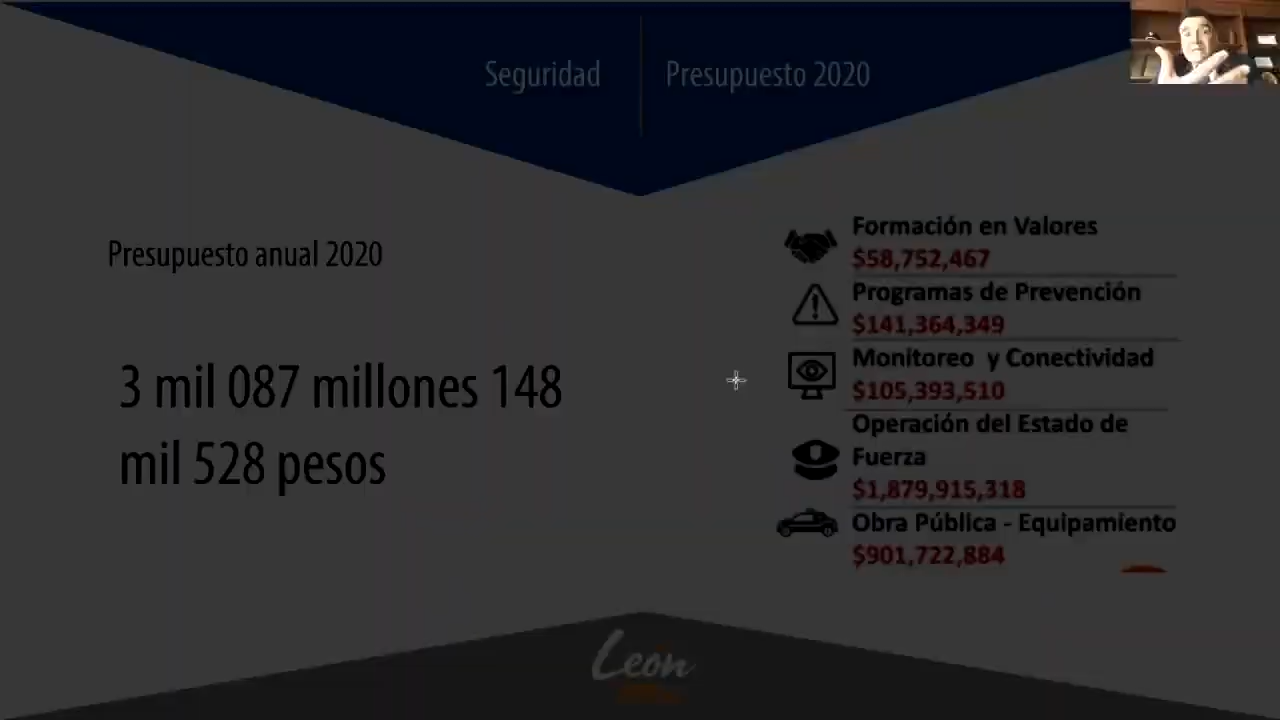 Seguridad
Presupuesto 2020
Presupuesto anual 2020
3 mil 087 millones 148
mil 528 pesos
Formación en Valores
$58,752,467
Programas de Prevención
$141,364,349
Monitoreo y Conectividad
$105,393,510
Operación del Estado de
Fuerza
$1,879,915,318
Obra Pública - Equipamiento
$901,722,884
León